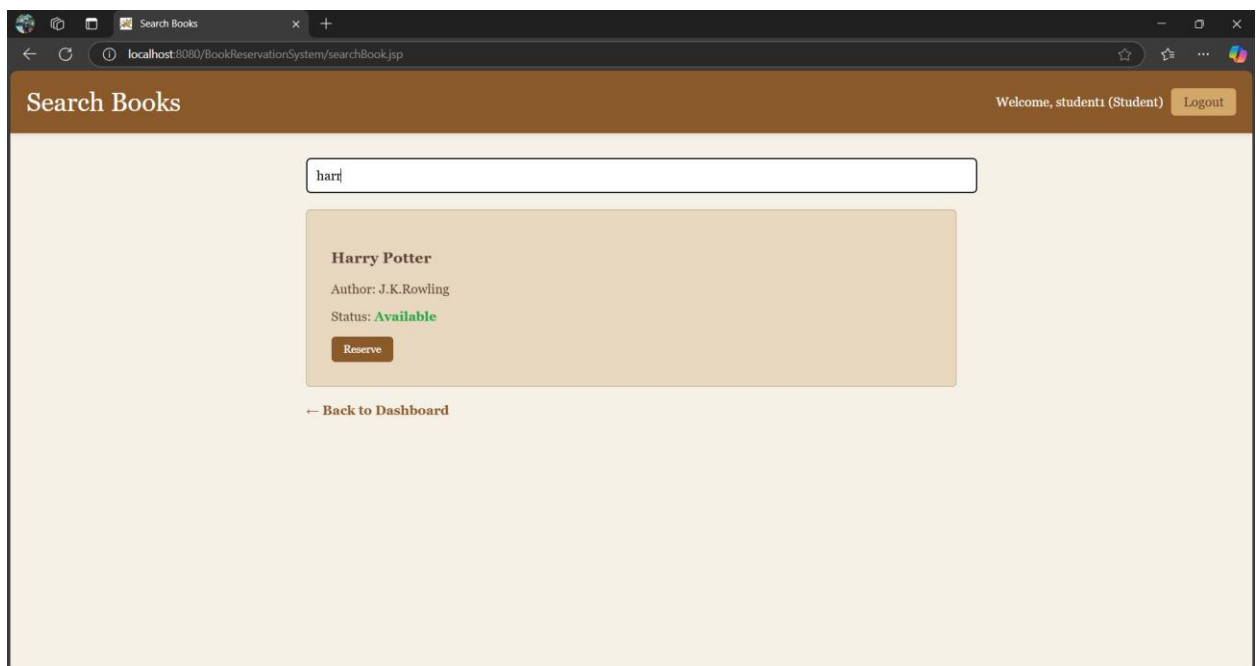 Search Books
localhost:8080/BookReservationSystem/searchBook.jsp
Search Books
Welcome, student1 (Student)
Logout
harr
Harry Potter
Author: J.K.Rowling
Status: Available
Reserve
← Back to Dashboard